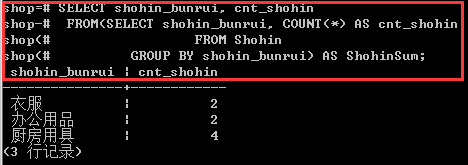 shop=# SELECT shohin_bunrui, cnt_shohin
shop-#  FROM(SELECT shohin_bunrui, COUNT(*) AS cnt_shohin
shop(#              FROM Shohin
shop(#          GROUP BY shohin_bunrui) AS ShohinSum;
 shohin_bunrui | cnt_shohin
---------------+------------
 衣服          |          2
 办公用品      |          2
 厨房用具      |          4
(3 行记录)